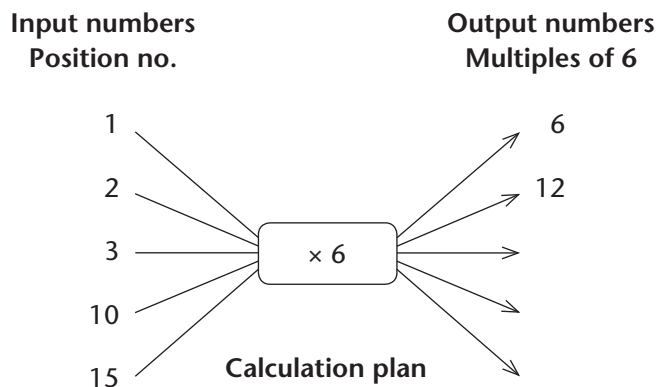 Input numbers
Position no.
Output numbers
Multiples of 6
1
6
2
12
3
× 6
10
15
Calculation plan